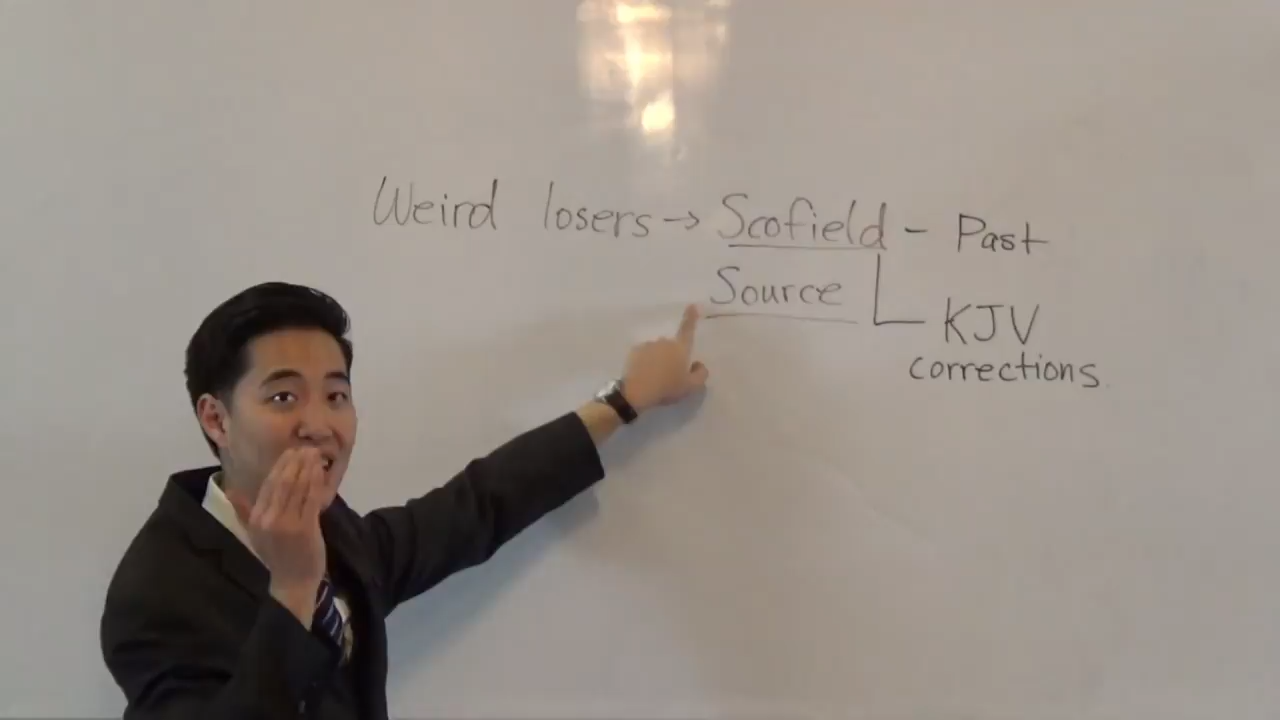 Weird losers → Scofield - Past
Source
KJV
corrections.